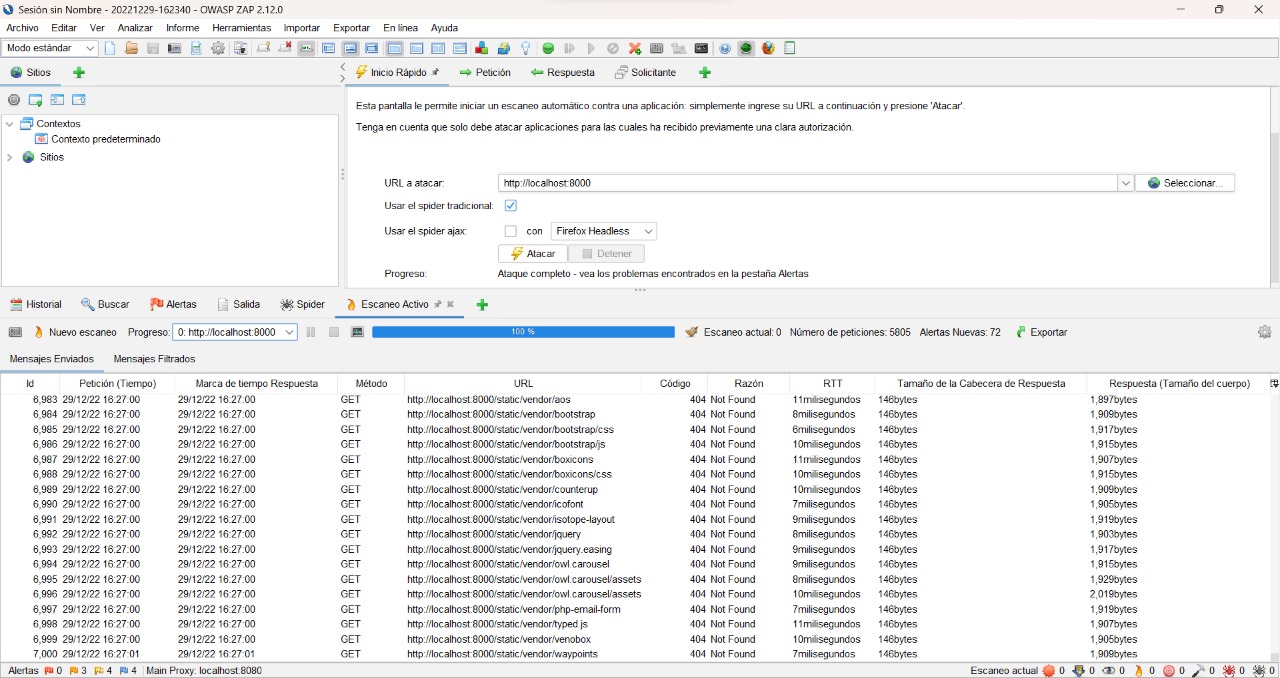 Sesión sin Nombre - 20221229-162340 - OWASP ZAP 2.12.0
Archivo Editar Ver Analizar Informe Herramientas Importar Exportar En línea Ayuda
Modo estándar
Sitios
Inicio Rápido Petición Respuesta Solicitante
Contextos
Contexto predeterminado
Sitios
Esta pantalla le permite iniciar un escaneo automático contra una aplicación: simplemente ingrese su URL a continuación y presione 'Atacar'.
Tenga en cuenta que solo debe atacar aplicaciones para las cuales ha recibido previamente una clara autorización.
URL a atacar: http://localhost:8000 Seleccionar...
Usar el spider tradicional:
Usar el spider ajax: con Firefox Headless
Atacar Detener
Progreso: Ataque completo - vea los problemas encontrados en la pestaña Alertas
Historial Buscar Alertas Salida Spider Escaneo Activo
Nuevo escaneo Progreso: 0: http://localhost:8000 100 % Escaneo actual: 0 Número de peticiones: 5805 Alertas Nuevas: 72 Exportar
Mensajes Enviados Mensajes Filtrados
Id Petición (Tiempo) Marca de tiempo Respuesta Método URL Código Razón RTT Tamaño de la Cabecera de Respuesta Respuesta (Tamaño del cuerpo)
6,983 29/12/22 16:27:00 29/12/22 16:27:00 GET http://localhost:8000/static/vendor/aos 404 Not Found 11milisegundos 146bytes 1,897bytes
6,984 29/12/22 16:27:00 29/12/22 16:27:00 GET http://localhost:8000/static/vendor/bootstrap 404 Not Found 8milisegundos 146bytes 1,909bytes
6,985 29/12/22 16:27:00 29/12/22 16:27:00 GET http://localhost:8000/static/vendor/bootstrap/css 404 Not Found 6milisegundos 146bytes 1,917bytes
6,986 29/12/22 16:27:00 29/12/22 16:27:00 GET http://localhost:8000/static/vendor/bootstrap/js 404 Not Found 10milisegundos 146bytes 1,915bytes
6,987 29/12/22 16:27:00 29/12/22 16:27:00 GET http://localhost:8000/static/vendor/boxicons 404 Not Found 11milisegundos 146bytes 1,907bytes
6,988 29/12/22 16:27:00 29/12/22 16:27:00 GET http://localhost:8000/static/vendor/boxicons/css 404 Not Found 10milisegundos 146bytes 1,915bytes
6,989 29/12/22 16:27:00 29/12/22 16:27:00 GET http://localhost:8000/static/vendor/counterup 404 Not Found 10milisegundos 146bytes 1,909bytes
6,990 29/12/22 16:27:00 29/12/22 16:27:00 GET http://localhost:8000/static/vendor/icofont 404 Not Found 7milisegundos 146bytes 1,905bytes
6,991 29/12/22 16:27:00 29/12/22 16:27:00 GET http://localhost:8000/static/vendor/isotope-layout 404 Not Found 9milisegundos 146bytes 1,919bytes
6,992 29/12/22 16:27:00 29/12/22 16:27:00 GET http://localhost:8000/static/vendor/jquery 404 Not Found 8milisegundos 146bytes 1,903bytes
6,993 29/12/22 16:27:00 29/12/22 16:27:00 GET http://localhost:8000/static/vendor/jquery.easing 404 Not Found 9milisegundos 146bytes 1,917bytes
6,994 29/12/22 16:27:00 29/12/22 16:27:00 GET http://localhost:8000/static/vendor/owl.carousel 404 Not Found 9milisegundos 146bytes 1,915bytes
6,995 29/12/22 16:27:00 29/12/22 16:27:00 GET http://localhost:8000/static/vendor/owl.carousel/assets 404 Not Found 8milisegundos 146bytes 1,929bytes
6,996 29/12/22 16:27:00 29/12/22 16:27:00 GET http://localhost:8000/static/vendor/owl.carousel/assets 404 Not Found 10milisegundos 146bytes 2,019bytes
6,997 29/12/22 16:27:00 29/12/22 16:27:00 GET http://localhost:8000/static/vendor/php-email-form 404 Not Found 7milisegundos 146bytes 1,919bytes
6,998 29/12/22 16:27:00 29/12/22 16:27:00 GET http://localhost:8000/static/vendor/typed.js 404 Not Found 11milisegundos 146bytes 1,907bytes
6,999 29/12/22 16:27:00 29/12/22 16:27:00 GET http://localhost:8000/static/vendor/venobox 404 Not Found 10milisegundos 146bytes 1,905bytes
7,000 29/12/22 16:27:01 29/12/22 16:27:01 GET http://localhost:8000/static/vendor/waypoints 404 Not Found 7milisegundos 146bytes 1,909bytes
Alertas 0 3 4 4 Main Proxy: localhost:8080 Escaneo actual 0 0 0 0 0 0 0 0